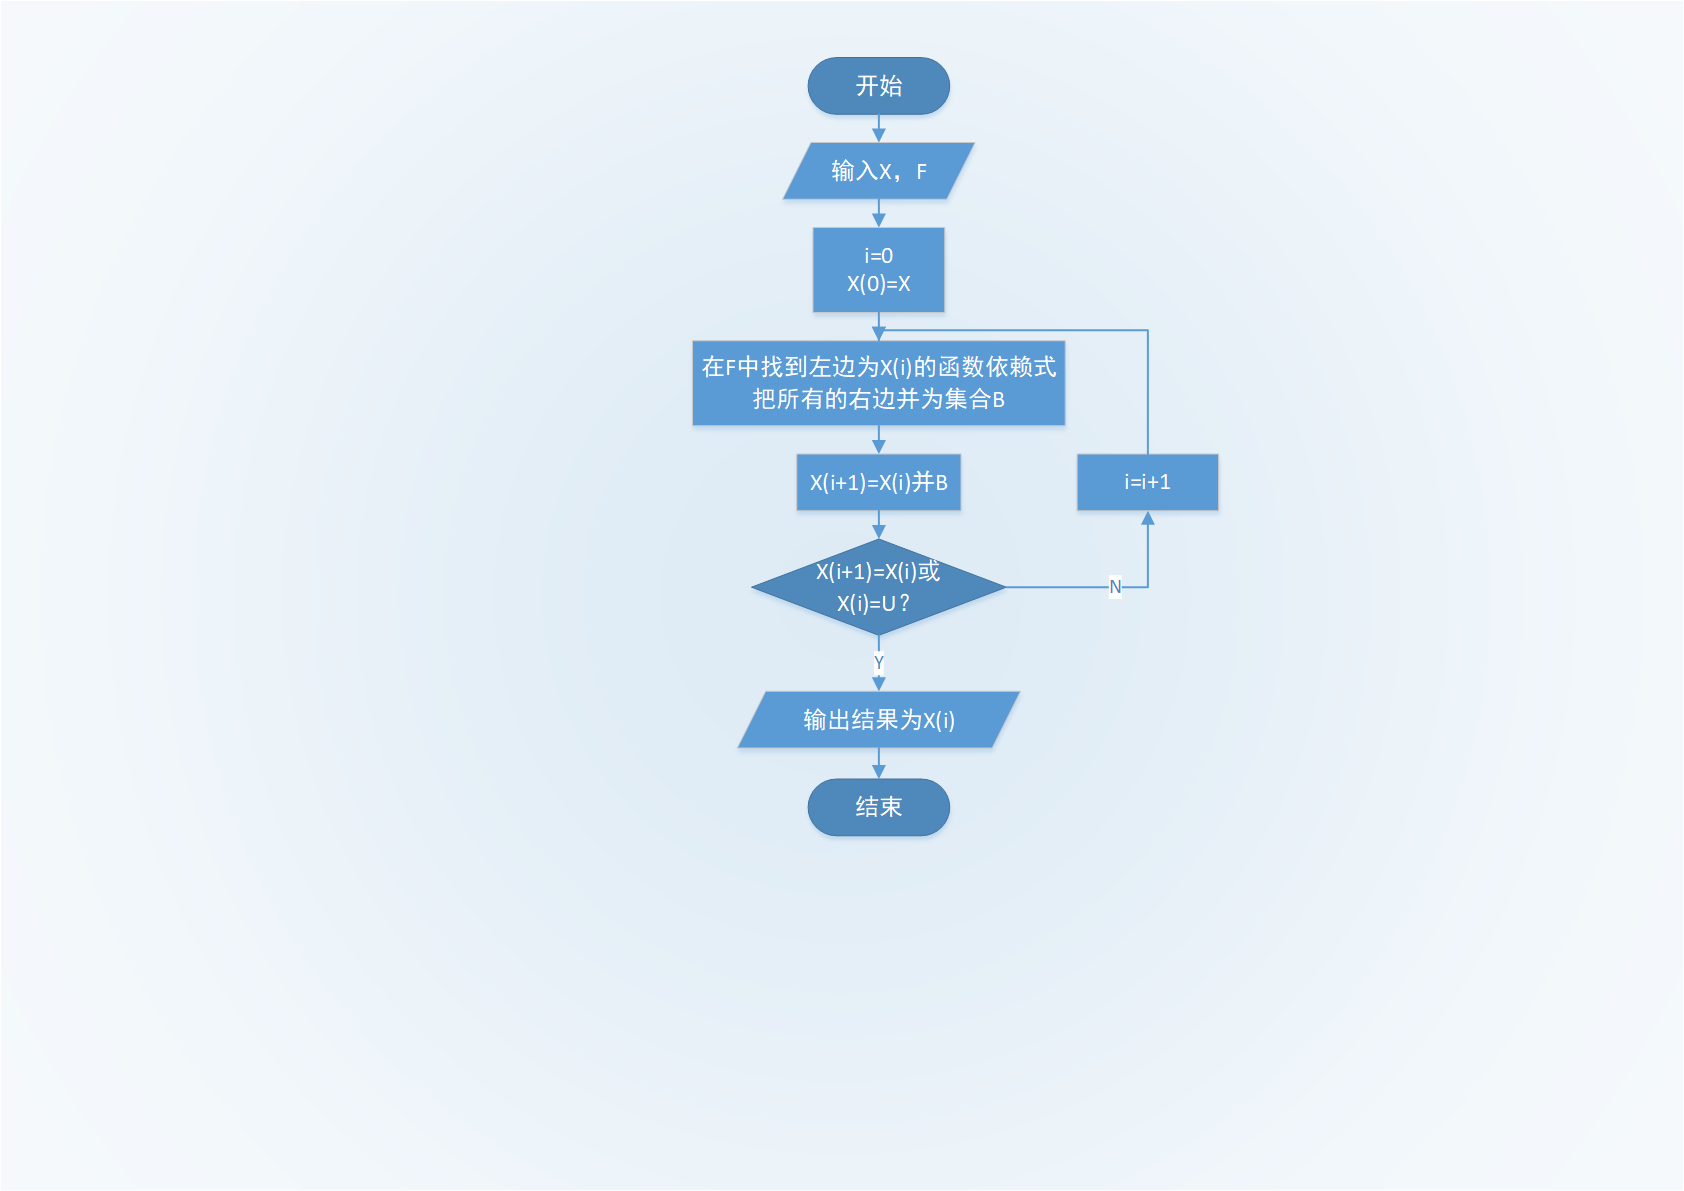 开始
输入X，F
i=0
X(0)=X
在F中找到左边为X(i)的函数依赖式
把所有的右边并为集合B
X(i+1)=X(i)并B
i=i+1
X(i+1)=X(i)或
X(i)=U？
N
Y
输出结果为X(i)
结束